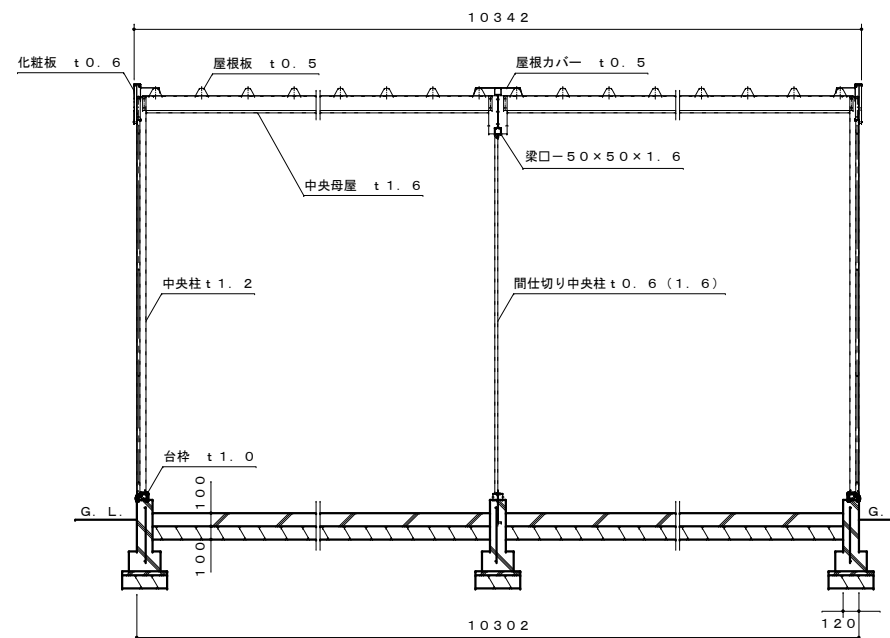 １０３４２
化粧板　ｔ０．６
屋根板　ｔ０．５
屋根カバー　ｔ０．５
梁口－５０×５０×１．６
中央母屋　ｔ１．６
中央柱ｔ１．２
間仕切り中央柱ｔ０．６（１．６）
台枠　ｔ１．０
１００
Ｇ．Ｌ．
Ｇ．
１００
１０３０２
１２０